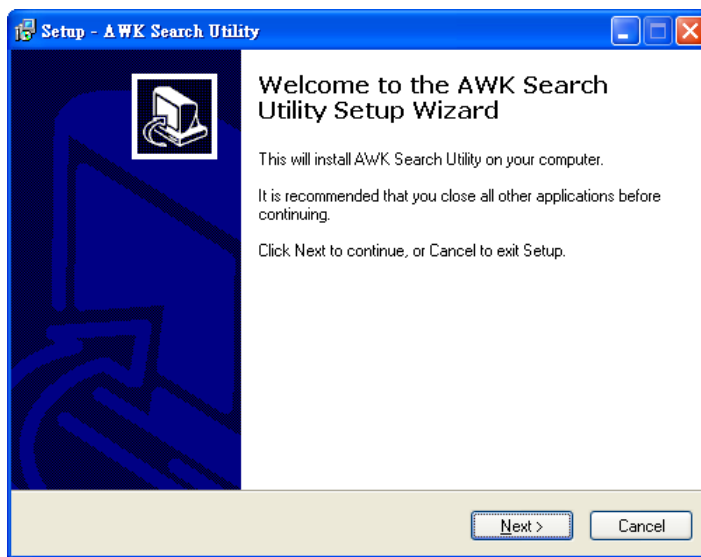 Setup - AWK Search Utility
Welcome to the AWK Search
Utility Setup Wizard
This will install AWK Search Utility on your computer.
It is recommended that you close all other applications before
continuing.
Click Next to continue, or Cancel to exit Setup.
Next >
Cancel